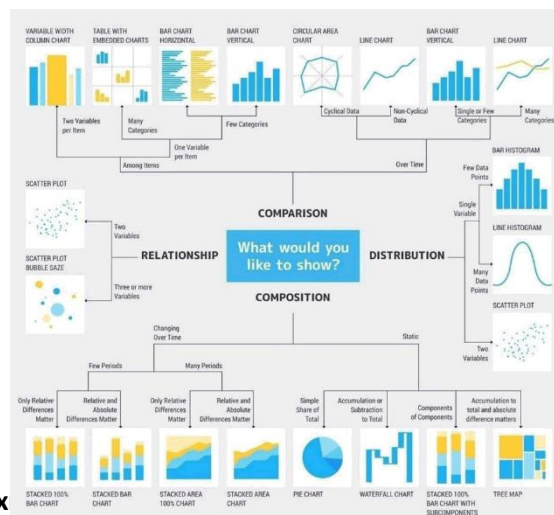 VARIABLE WIDTH
COLUMN CHART
TABLE WITH
EMBEDDED CHARTS
BAR CHART
HORIZONTAL
BAR CHART
VERTICAL
CIRCULAR AREA
CHART
LINE CHART
BAR CHART
VERTICAL
LINE CHART
Two Variables
per Item
Many
Categories
Few Categories
Cyclical Data
Non-Cyclical
Data
Single or Few
Categories
Many
Categories
One Variable
per Item
Among Items
Over Time
COMPARISON
What would you
like to show?
RELATIONSHIP
SCATTER PLOT
Two
Variables
SCATTER PLOT
BUBBLE SAZE
Three or more
Variables
DISTRIBUTION
BAR HISTOGRAM
Few Data
Points
Single
Variable
LINE HISTOGRAM
Many
Data
Points
SCATTER PLOT
Two
Variables
COMPOSITION
Changing
Over Time
Static
Few Periods
Many Periods
Only Relative
Differences
Matter
Relative and
Absolute
Differences Matter
Only Relative
Differences
Matter
Relative and
Absolute
Differences Matter
Simple
Share of
Total
Accumulation or
Subtraction
to Total
Components
of Components
Accumulation to
total and absolute
difference matters
STACKED 100%
BAR CHART
STACKED BAR
CHART
STACKED AREA
100% CHART
STACKED AREA
CHART
PIE CHART
WATERFALL CHART
STACKED 100%
BAR CHART WITH
SUBCOMPONENTS
TREE MAP
x